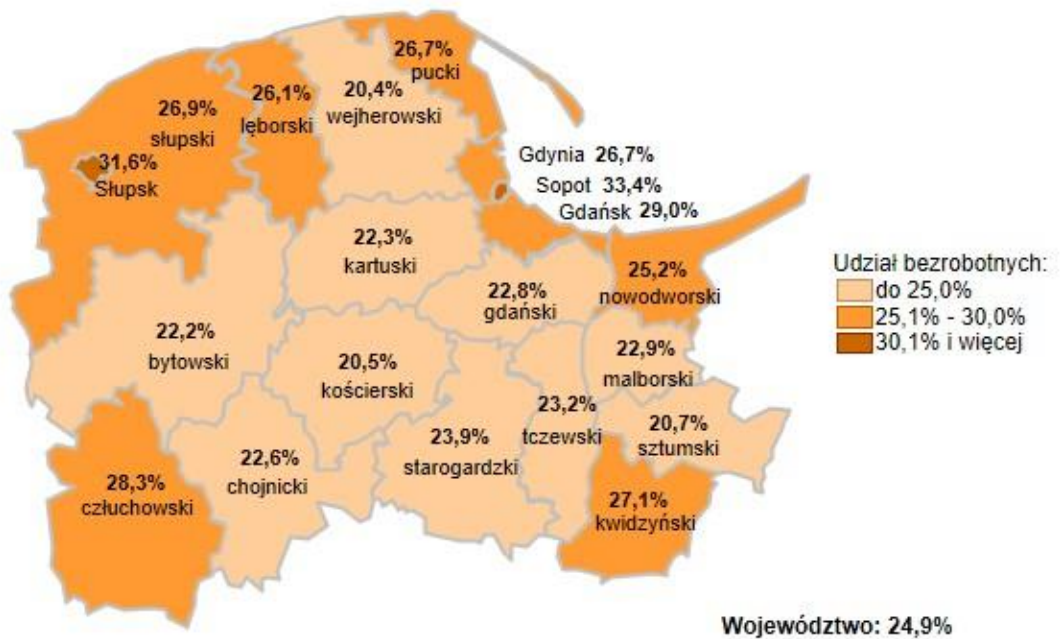 26,7%
pucki
26,9%
słupski
26,1%
lęborski
20,4%
wejherowski
31,6%
Słupsk
Gdynia 26,7%
Sopot 33,4%
Gdańsk 29,0%
22,3%
kartuski
22,8%
gdański
25,2%
nowodworski
22,2%
bytowski
20,5%
kościerski
22,9%
malborski
23,2%
tczewski
20,7%
sztumski
23,9%
starogardzki
22,6%
chojnicki
28,3%
człuchowski
27,1%
kwidzyński
Udział bezrobotnych:
do 25,0%
25,1% - 30,0%
30,1% i więcej
Województwo: 24,9%